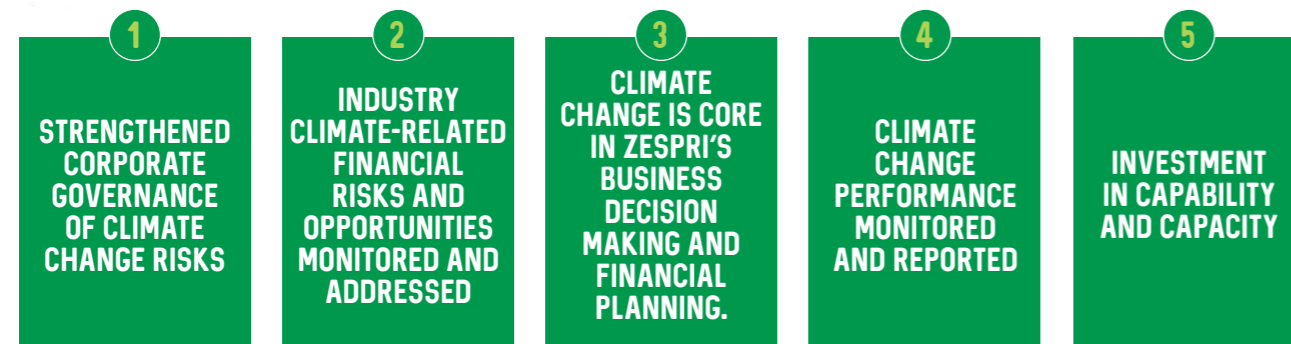 1
STRENGTHENED
CORPORATE
GOVERNANCE
OF CLIMATE
CHANGE RISKS
2
INDUSTRY
CLIMATE-RELATED
FINANCIAL
RISKS AND
OPPORTUNITIES
MONITORED AND
ADDRESSED
3
CLIMATE
CHANGE IS CORE
IN ZESPRI'S
BUSINESS
DECISION
MAKING AND
FINANCIAL
PLANNING.
4
CLIMATE
CHANGE
PERFORMANCE
MONITORED
AND REPORTED
5
INVESTMENT
IN CAPABILITY
AND CAPACITY